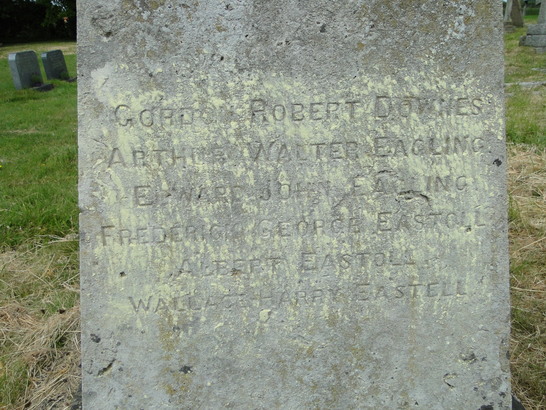 ROBERT DOWNES
ARTHUR WALTER EAGLING.
EDWARD JOHN EAGLING
FREDERICK GEORGE EASTOLL
ALBERT EASTOLL.
WALLACE HARRY EASTELL